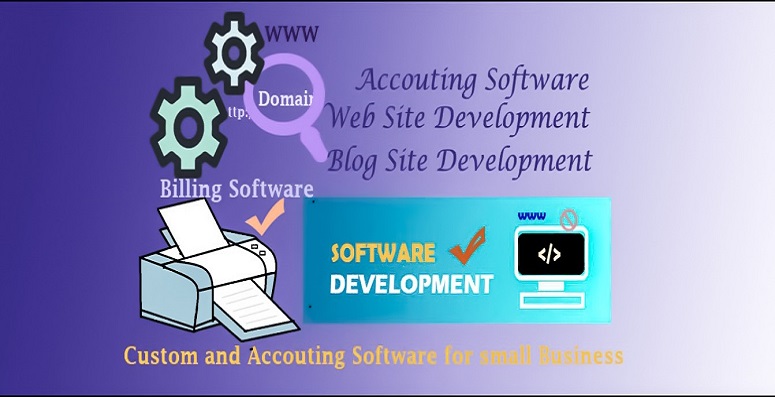 WWW
http:
Domain
Accouting Software
Web Site Development
Blog Site Development
Billing Software
www
SOFTWARE
DEVELOPMENT
</>
Custom and Accouting Software for small Business